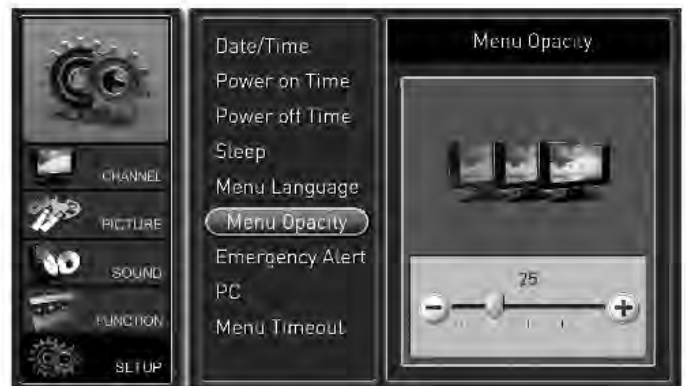 CHANNEL
PICTURE
SOUND
FUNCTION
SETUP
Date/Time
Power on Time
Power off Time
Sleep
Menu Language
Menu Opacity
Emergency Alert
PC
Menu Timeout
Menu Opacity
25